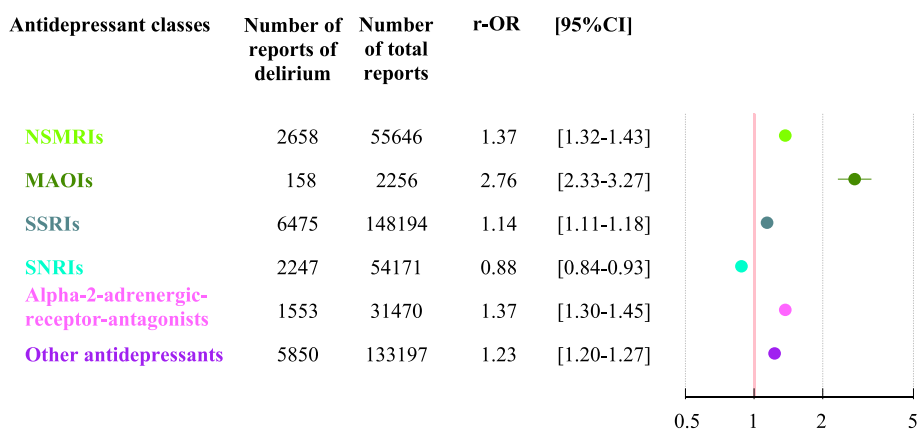 Antidepressant classes Number of reports of delirium Number of total reports r-OR [95%CI]
NSMRIs 2658 55646 1.37 [1.32-1.43]
MAOIs 158 2256 2.76 [2.33-3.27]
SSRIs 6475 148194 1.14 [1.11-1.18]
SNRIs 2247 54171 0.88 [0.84-0.93]
Alpha-2-adrenergic-
receptor-antagonists 1553 31470 1.37 [1.30-1.45]
Other antidepressants 5850 133197 1.23 [1.20-1.27]
0.5 1 2 5